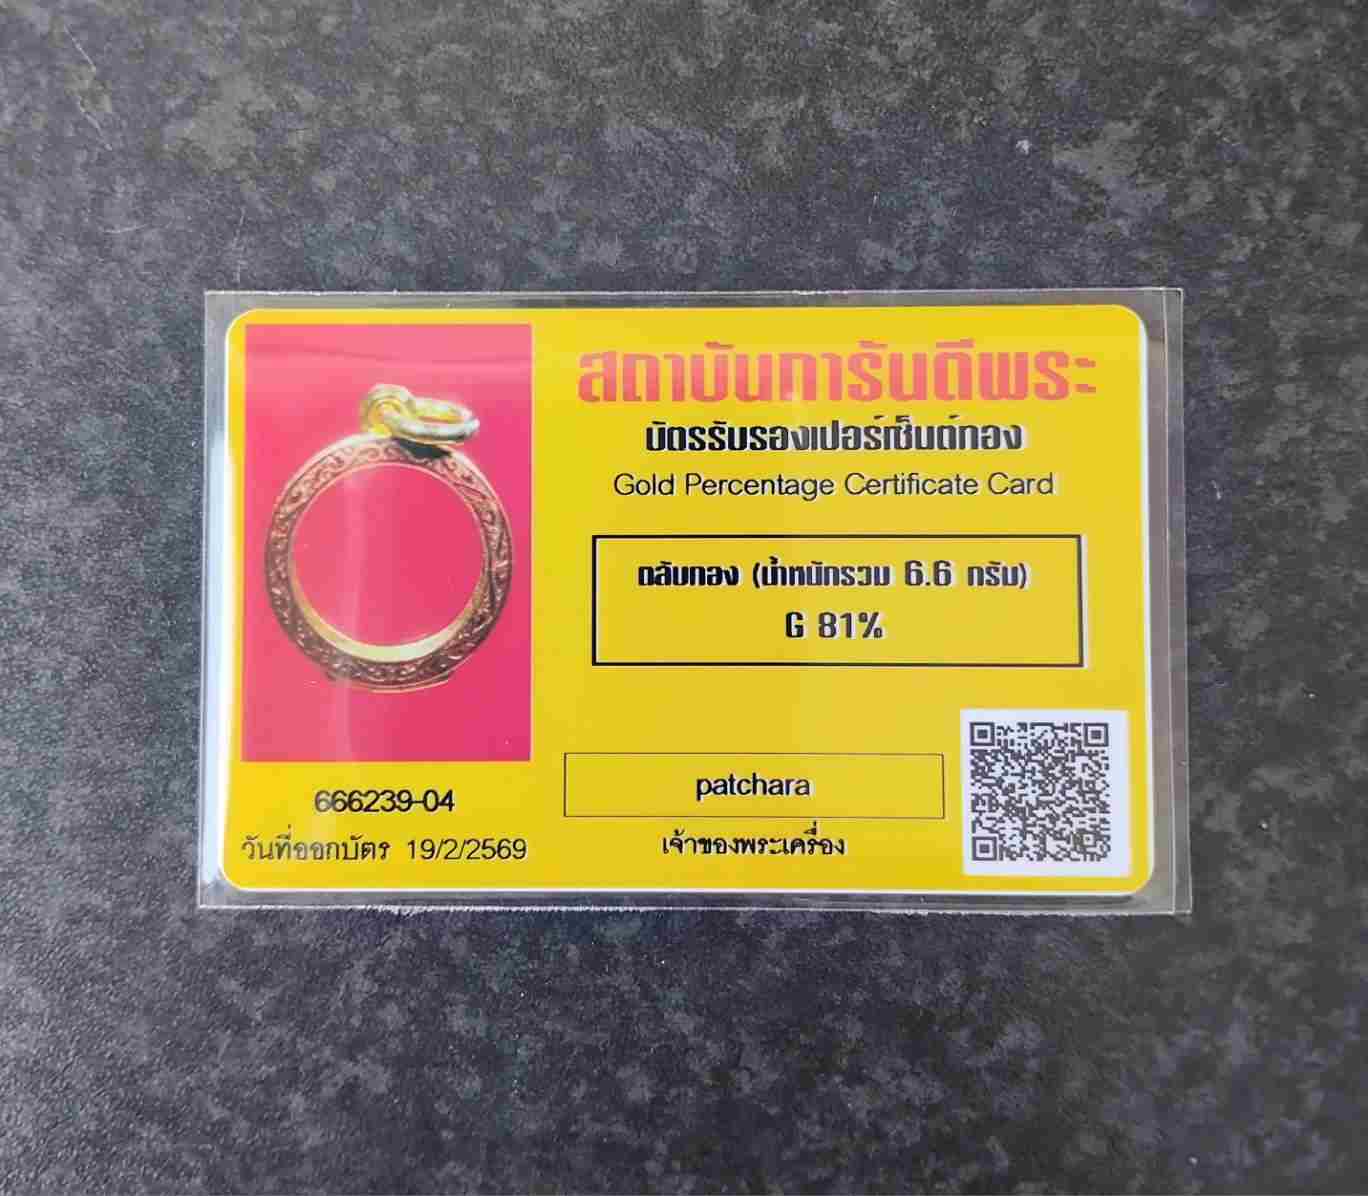 สถาบันการันตีพระ
บัตรรับรองเปอร์เซ็นต์ทอง
Gold Percentage Certificate Card
ตลับทอง (น้ำหนักรวม 6.6 กรัม)
G 81%
patchara
เจ้าของพระเครื่อง
666239-04
วันที่ออกบัตร 19/2/2569